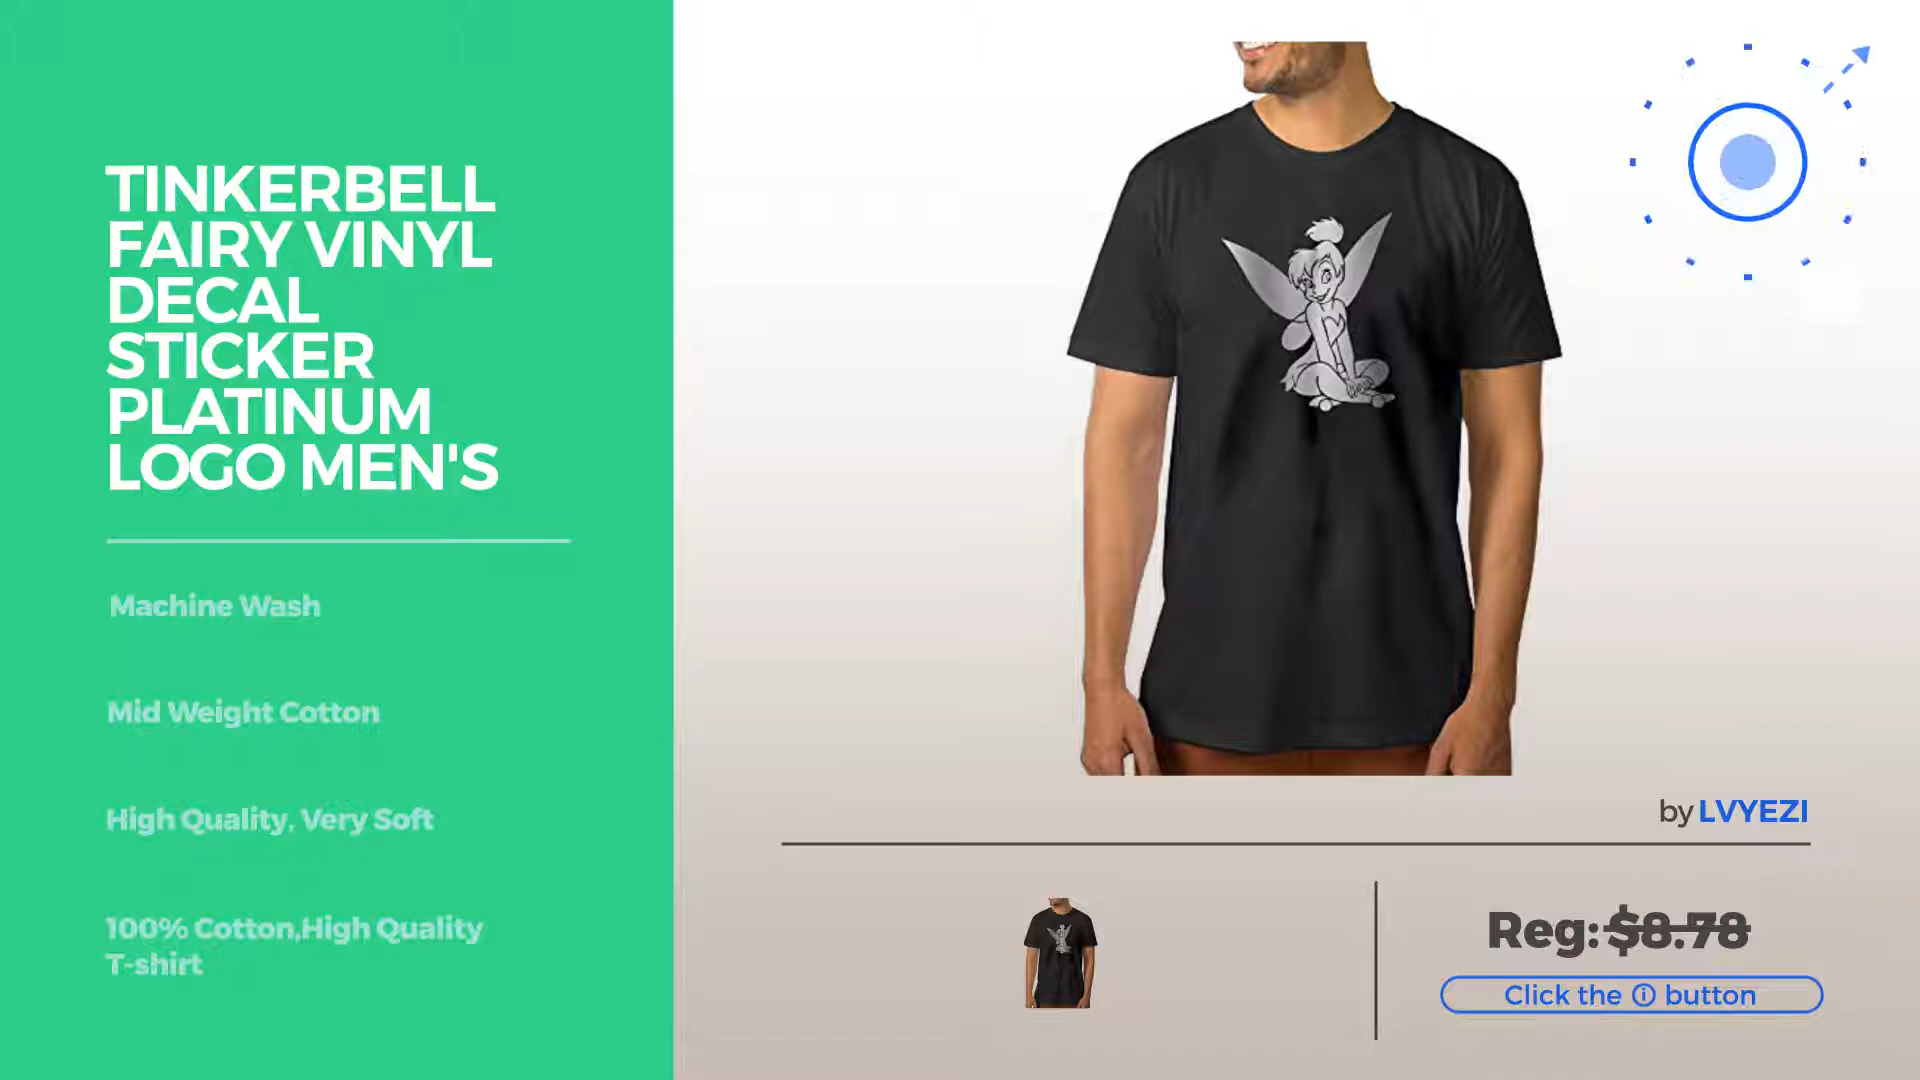 TINKERBELL
FAIRY VINYL
DECAL
STICKER
PLATINUM
LOGO MEN'S
Machine Wash
Mid Weight Cotton
High Quality, Very Soft
100% Cotton,High Quality
T-shirt
by LVYEZI
Reg: $8.78
Click the ⓘ button